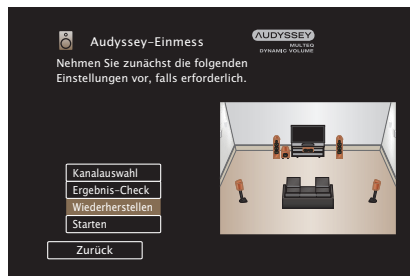 Audyssey-Einmess
AUDYSSEY
MULTEQ
DYNAMIC VOLUME
Nehmen Sie zunächst die folgenden
Einstellungen vor, falls erforderlich.
Kanalauswahl
Ergebnis-Check
Wiederherstellen
Starten
Zurück